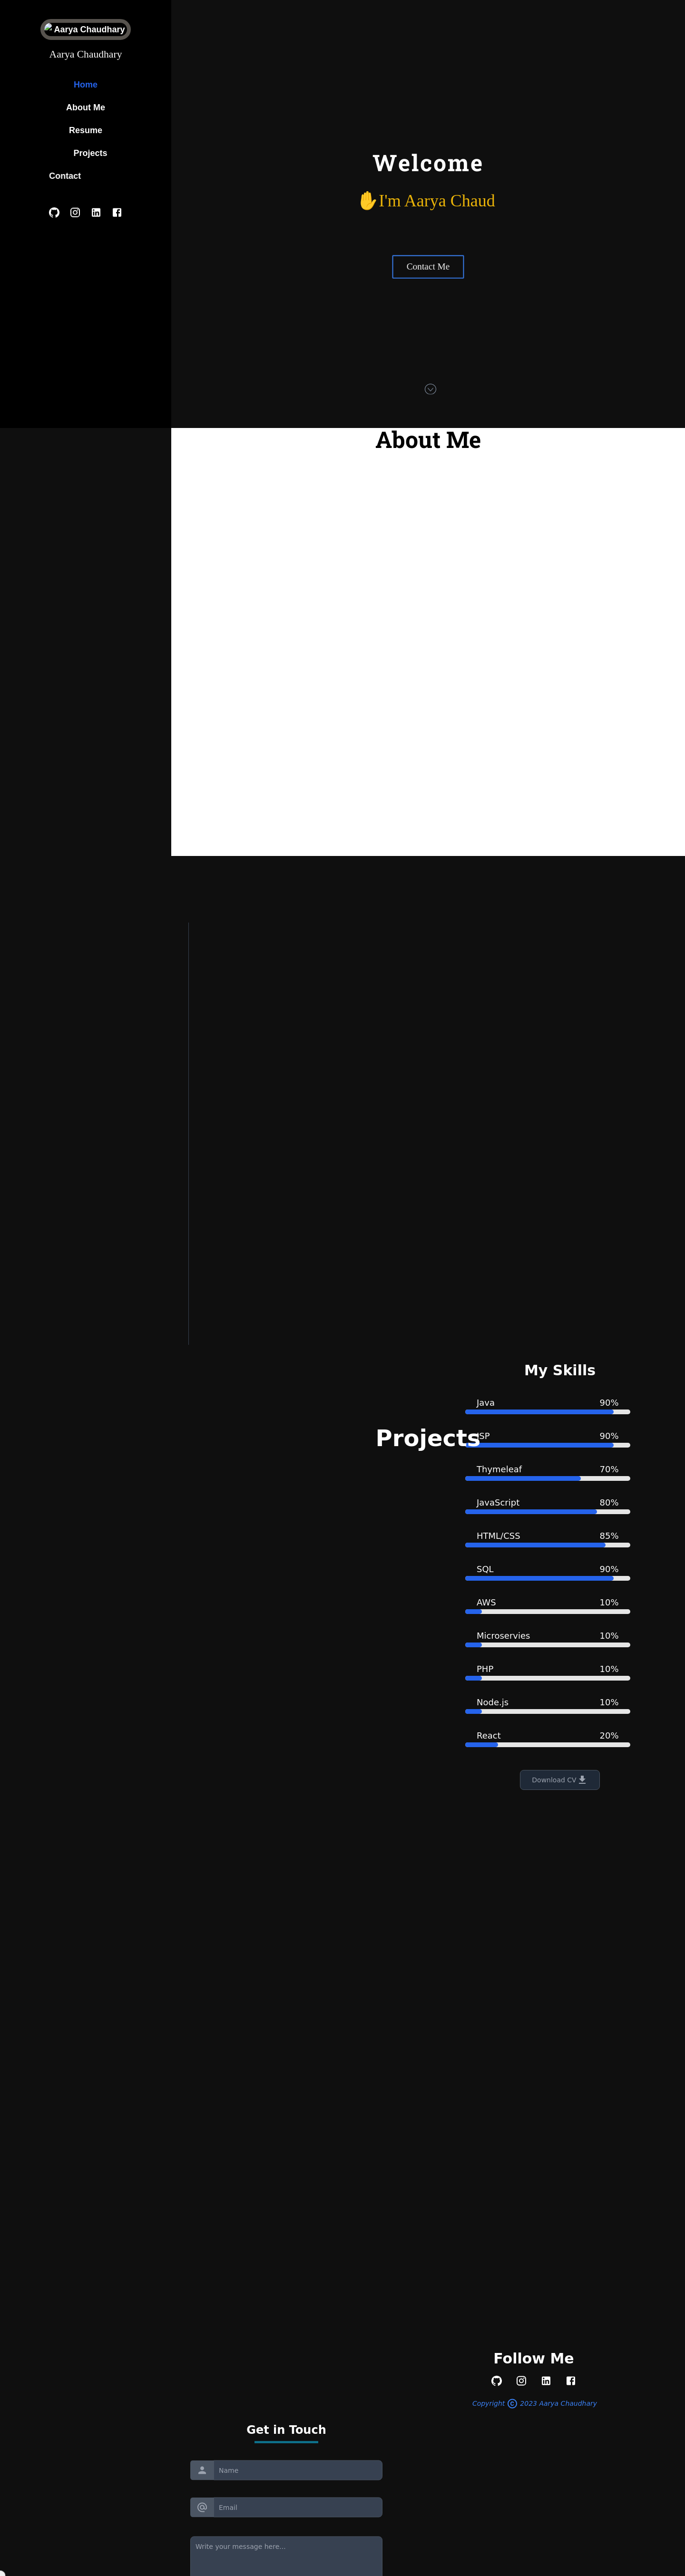 Aarya Chaudhary
Aarya Chaudhary
Home
About Me
Resume
Projects
Contact
Welcome
✋I'm Aarya Chaud
Contact Me
About Me
My Skills
Java 90%
JSP 90%
Projects
Thymeleaf 70%
JavaScript 80%
HTML/CSS 85%
SQL 90%
AWS 10%
Microservies 10%
PHP 10%
Node.js 10%
React 20%
Download CV
Follow Me
Copyright © 2023 Aarya Chaudhary
Get in Touch
Name
Email
Write your message here...